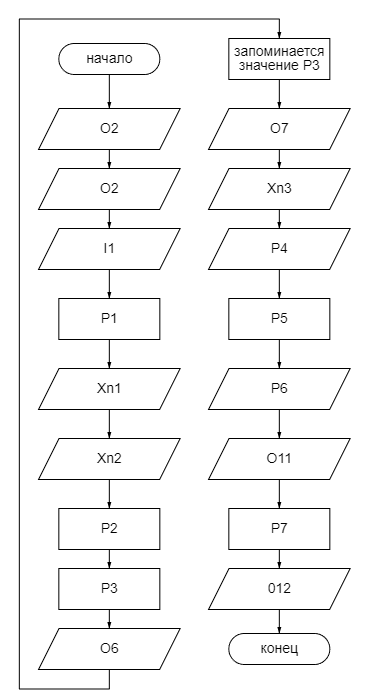 начало
O2
O2
I1
P1
Xn1
Xn2
P2
P3
O6
запоминается
значение P3
O7
Xn3
P4
P5
P6
O11
P7
012
конец